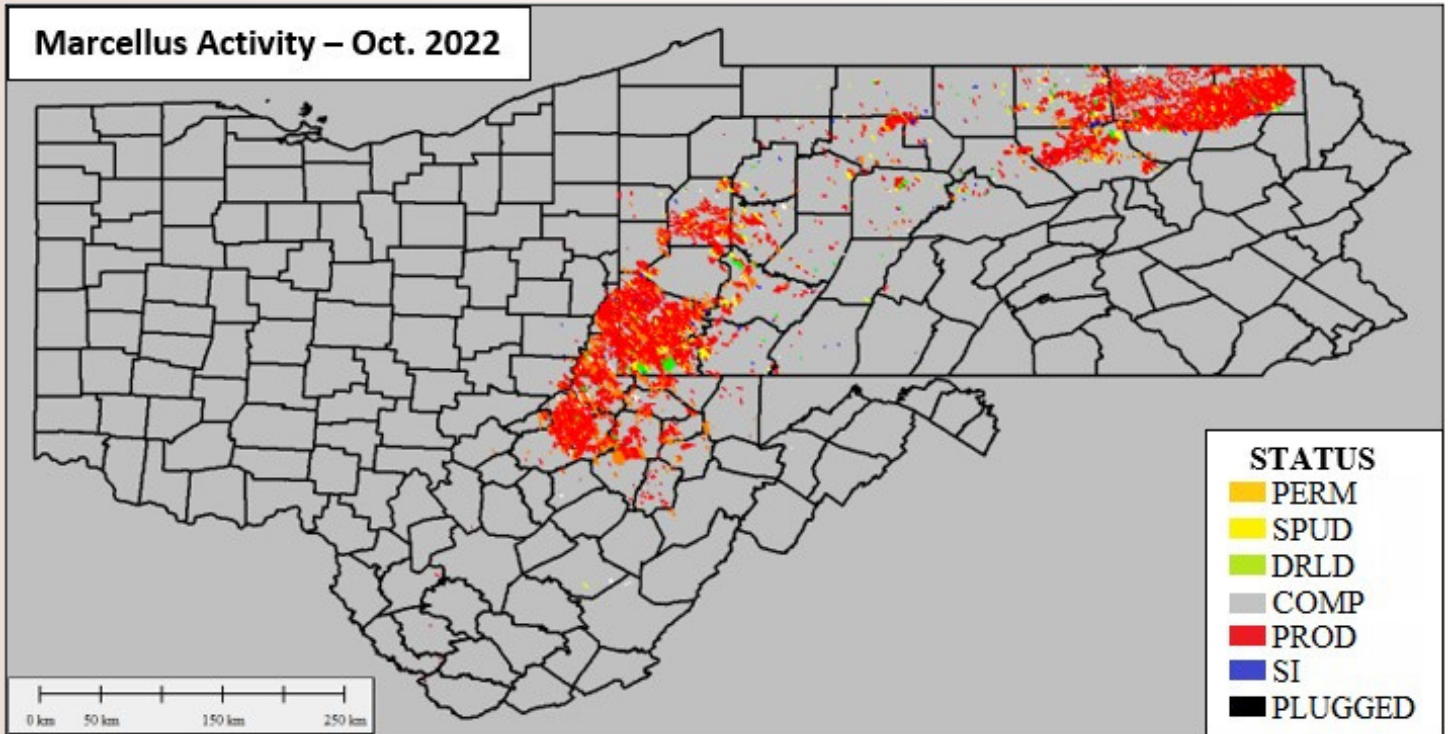 Marcellus Activity – Oct. 2022
STATUS
PERM
SPUD
DRLD
COMP
PROD
SI
PLUGGED
0 km 50 km 150 km 250 km